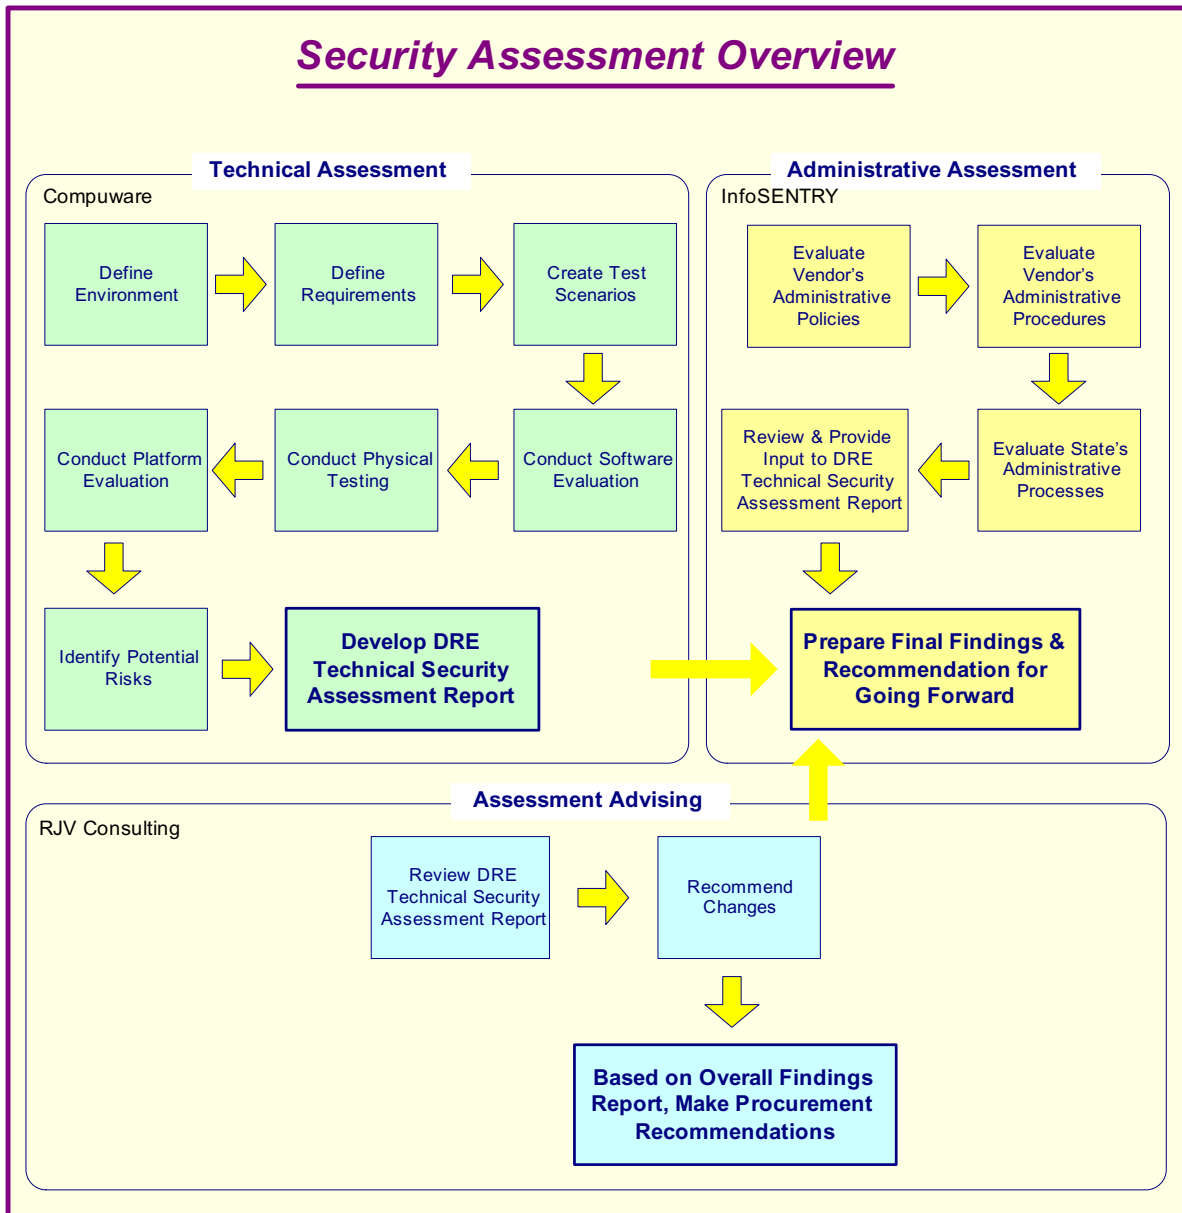 Security Assessment Overview
Technical Assessment
Compuware
Define
Environment
Define
Requirements
Create Test
Scenarios
Conduct Platform
Evaluation
Conduct Physical
Testing
Conduct Software
Evaluation
Identify Potential
Risks
Develop DRE
Technical Security
Assessment Report
Administrative Assessment
InfoSENTRY
Evaluate
Vendor's
Administrative
Policies
Evaluate
Vendor's
Administrative
Procedures
Review & Provide
Input to DRE
Technical Security
Assessment Report
Evaluate State's
Administrative
Processes
Prepare Final Findings &
Recommendation for
Going Forward
Assessment Advising
RJV Consulting
Review DRE
Technical Security
Assessment Report
Recommend
Changes
Based on Overall Findings
Report, Make Procurement
Recommendations